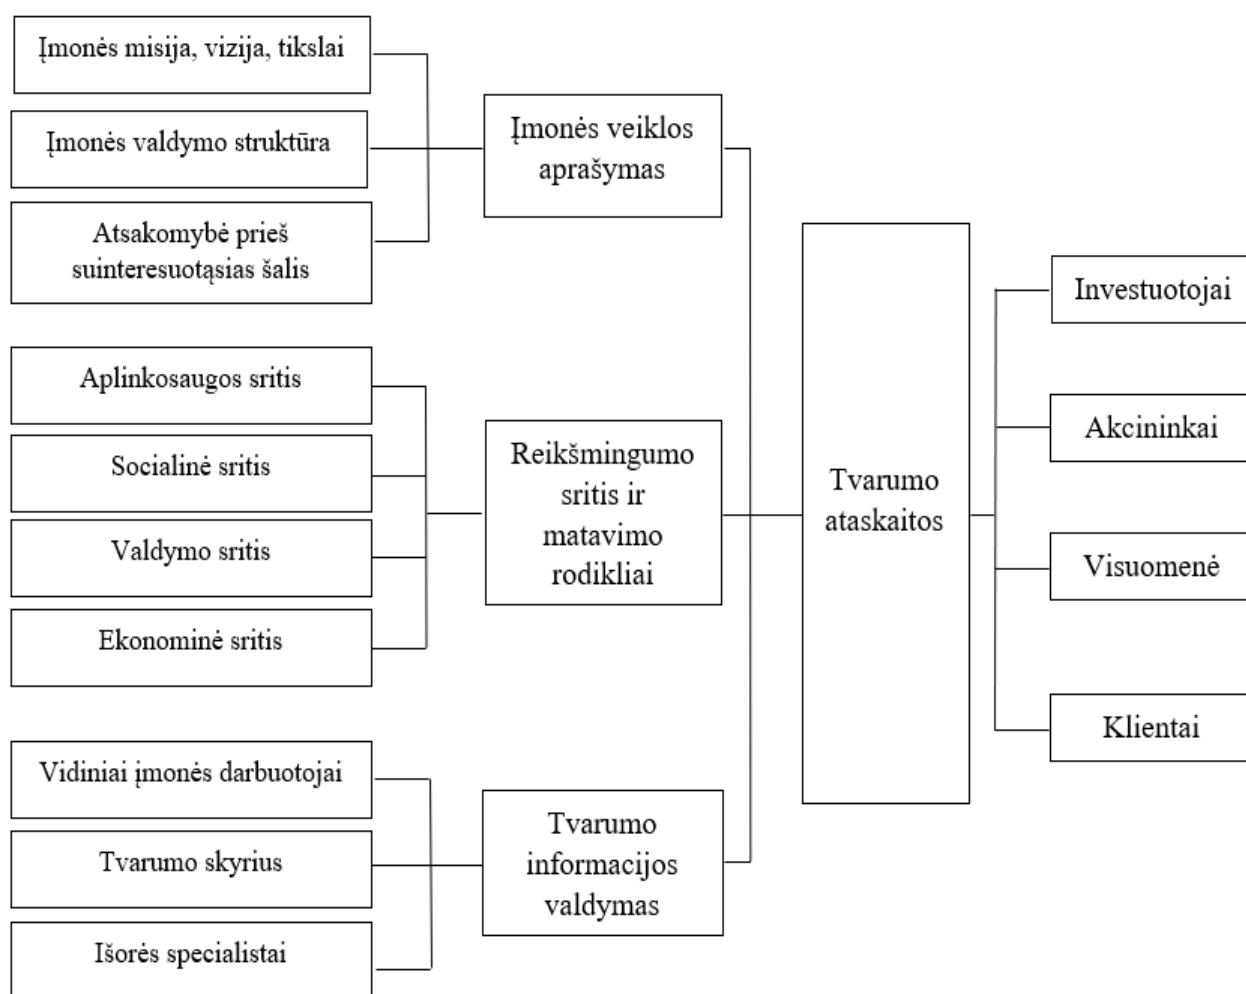 Įmonės misija, vizija, tikslai
Įmonės valdymo struktūra
Atsakomybė prieš
suinteresuotąsias šalis
Aplinkosaugos sritis
Socialinė sritis
Valdymo sritis
Ekonominė sritis
Vidiniai įmonės darbuotojai
Tvarumo skyrius
Išorės specialistai
Įmonės veiklos
aprašymas
Reikšmingumo
sritis ir
matavimo
rodikliai
Tvarumo
informacijos
valdymas
Tvarumo
ataskaitos
Investuotojai
Akcininkai
Visuomenė
Klientai